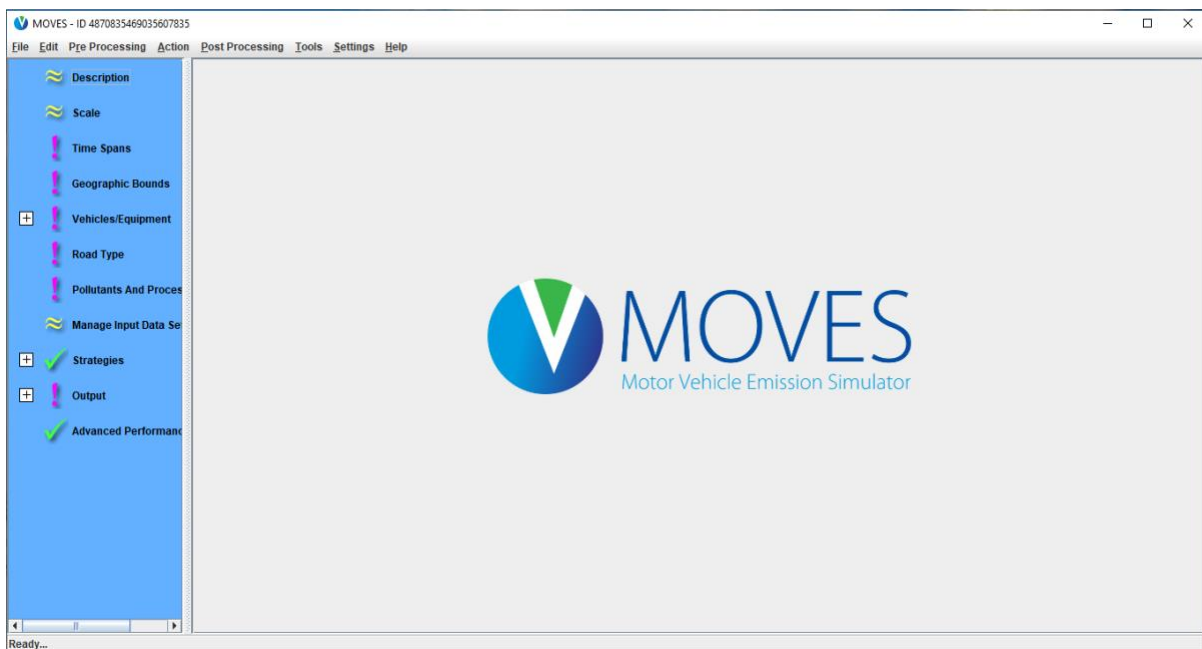 MOVES - ID 4870835469035607835
File Edit Pre Processing Action Post Processing Tools Settings Help
Description
Scale
Time Spans
Geographic Bounds
Vehicles/Equipment
Road Type
Pollutants And Proces
Manage Input Data Se
Strategies
Output
Advanced Performanc
MOVES
Motor Vehicle Emission Simulator
Ready...